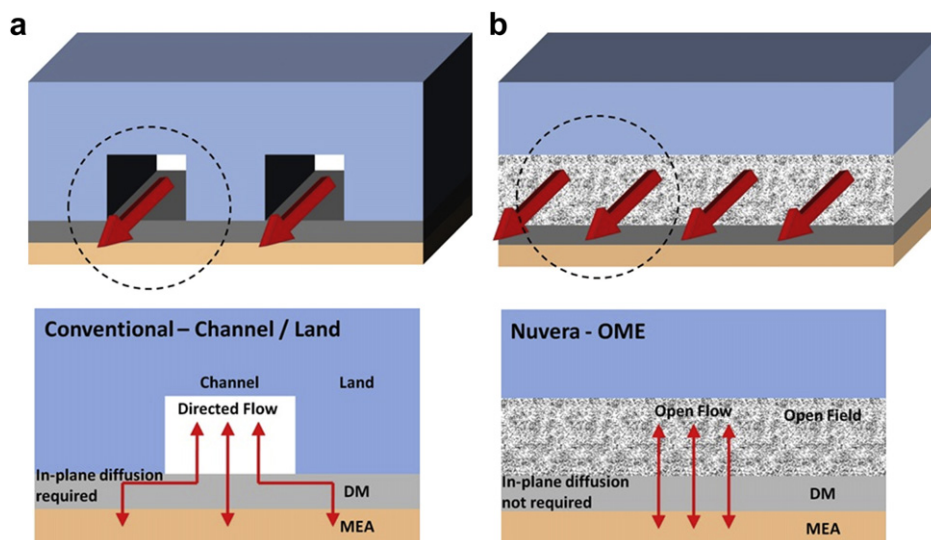 a
b
Conventional – Channel / Land
Channel
Land
Directed Flow
In-plane diffusion
required
DM
MEA
Nuvera - OME
Open Flow
Open Field
In-plane diffusion
not required
DM
MEA